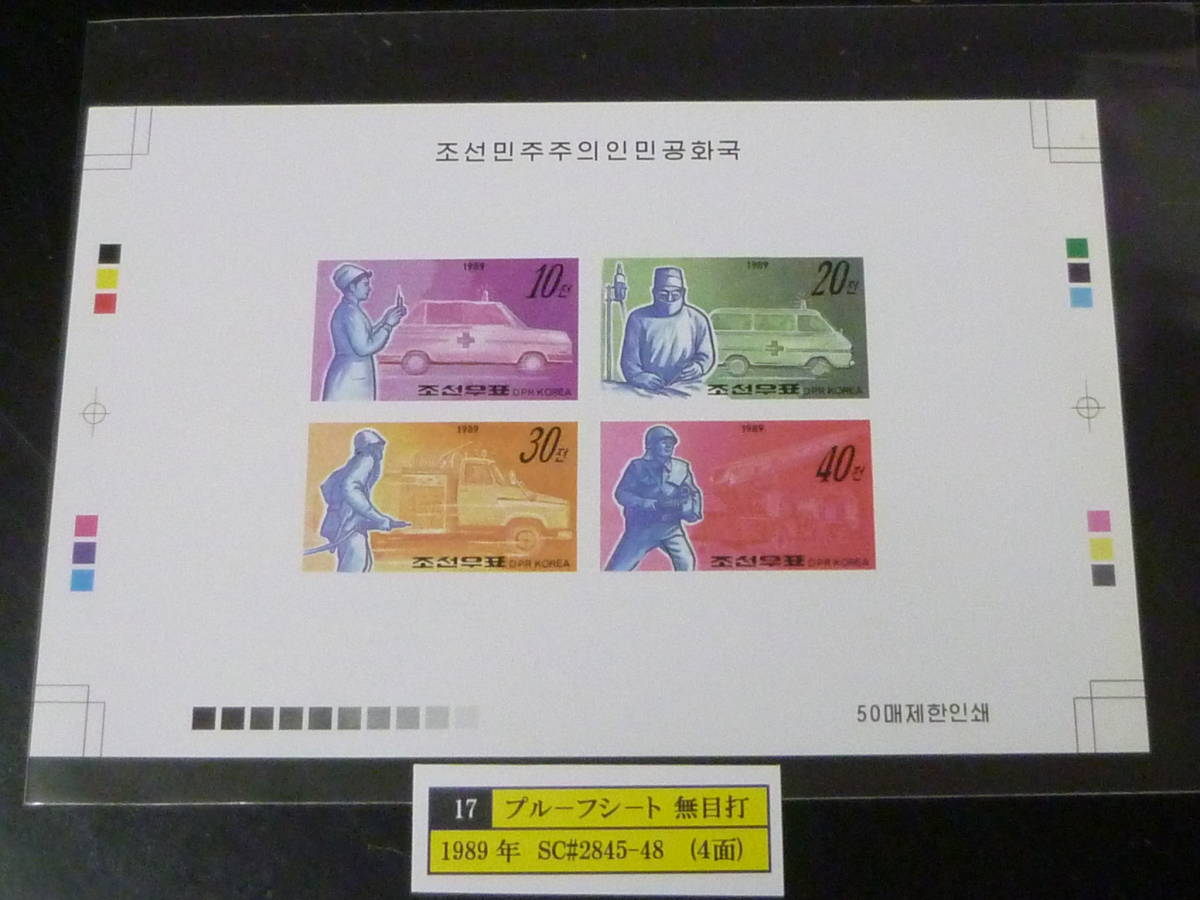 조선민주주의인민공화국
1989
10전
조선우표 DPR KOREA
1989
20전
조선우표 DPR KOREA
1989
30전
조선우표 DPR KOREA
1989
40전
조선우표 DPR KOREA
50매제한인쇄
17 プルーフシート 無目打
1989年 SC#2845-48 (4面)